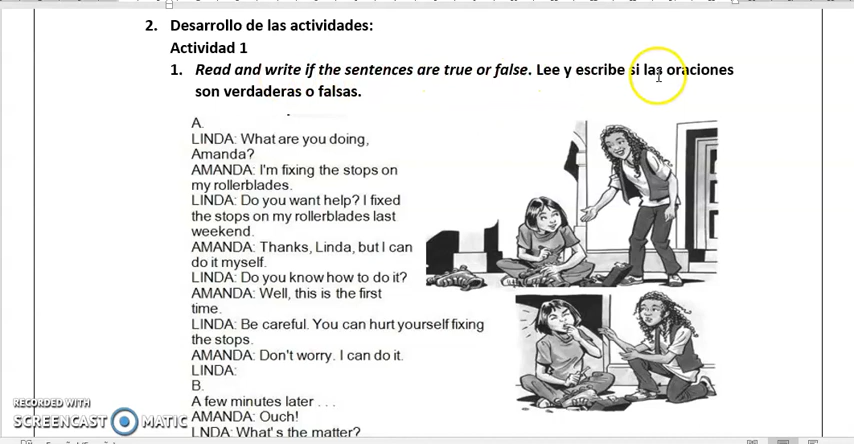 2. Desarrollo de las actividades:
Actividad 1
1. Read and write if the sentences are true or false. Lee y escribe si las oraciones
son verdaderas o falsas.
A.
LINDA: What are you doing,
Amanda?
AMANDA: I'm fixing the stops on
my rollerblades.
LINDA: Do you want help? I fixed
the stops on my rollerblades last
weekend.
AMANDA: Thanks, Linda, but I can
do it myself.
LINDA: Do you know how to do it?
AMANDA: Well, this is the first
time.
LINDA: Be careful. You can hurt yourself fixing
the stops.
AMANDA: Don't worry. I can do it.
LINDA:
B.
A few minutes later . . .
AMANDA: Ouch!
LNDA: What's the matter?
RECORDED WITH
SCREENCAST MATIC